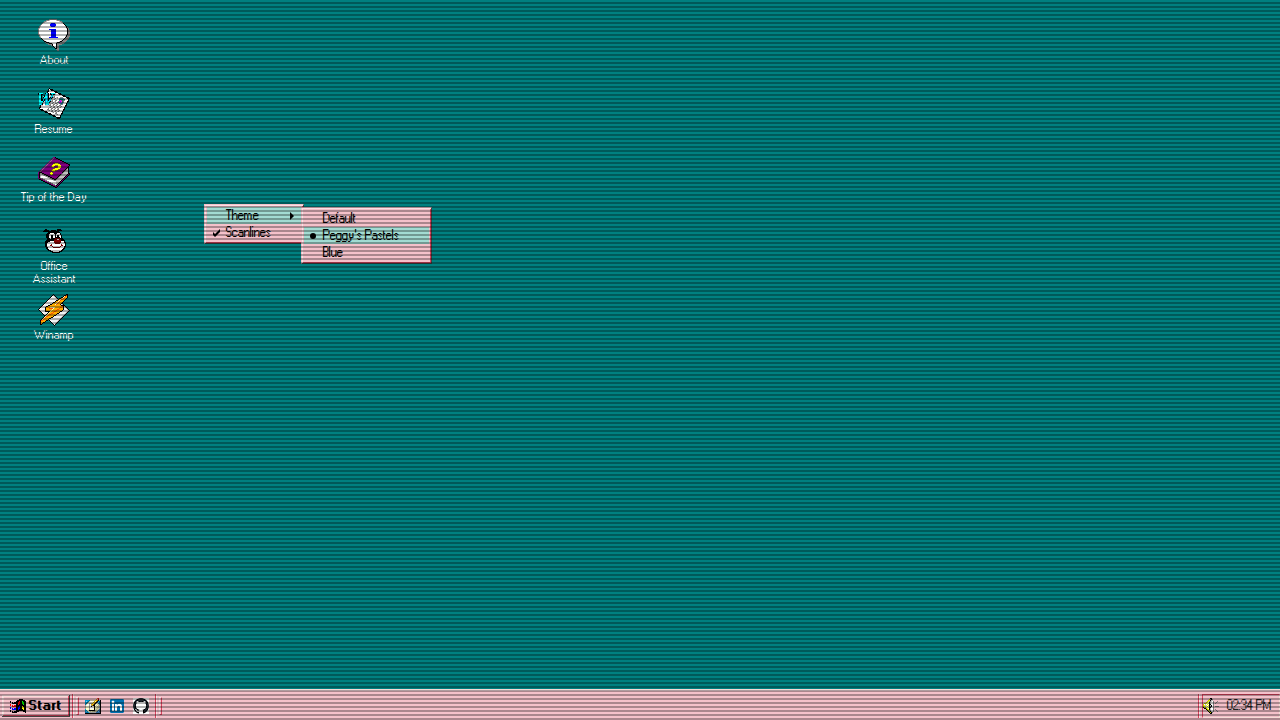 About
Resume
Tip of the Day
Office
Assistant
Winamp
Theme
Scanlines
Default
Peggy's Pastels
Blue
Start
02:34 PM